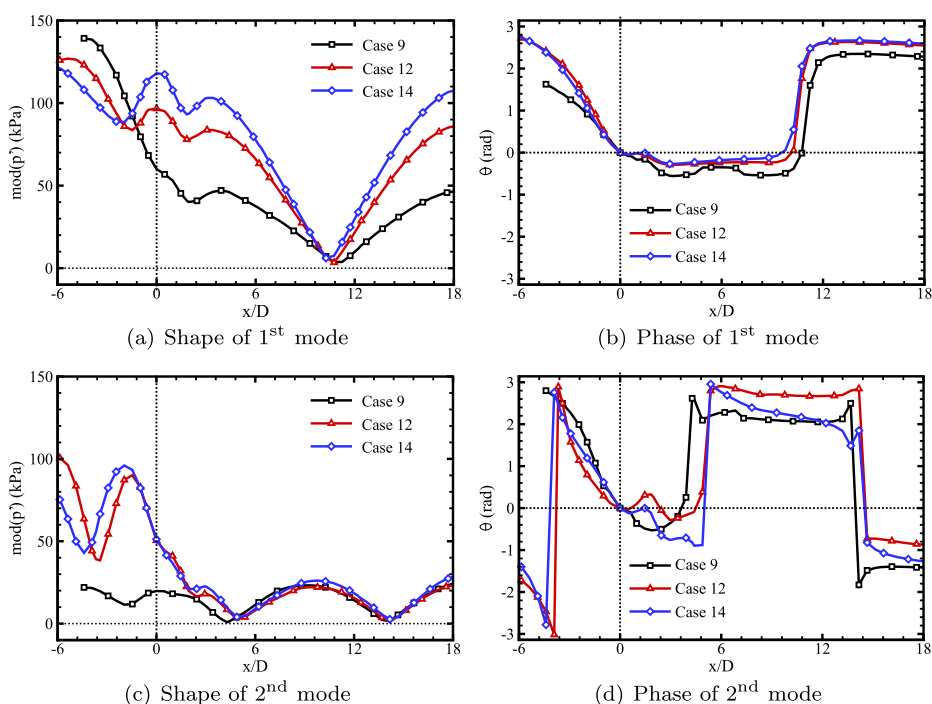 150
100
50
0
mod(p') (kPa)
Case 9
Case 12
Case 14
-6 0 6 12 18
x/D
(a) Shape of 1st mode
3
2
1
0
-1
-2
-3
θ (rad)
Case 9
Case 12
Case 14
-6 0 6 12 18
x/D
(b) Phase of 1st mode
150
100
50
0
mod(p') (kPa)
Case 9
Case 12
Case 14
-6 0 6 12 18
x/D
(c) Shape of 2nd mode
3
2
1
0
-1
-2
-3
θ (rad)
Case 9
Case 12
Case 14
-6 0 6 12 18
x/D
(d) Phase of 2nd mode